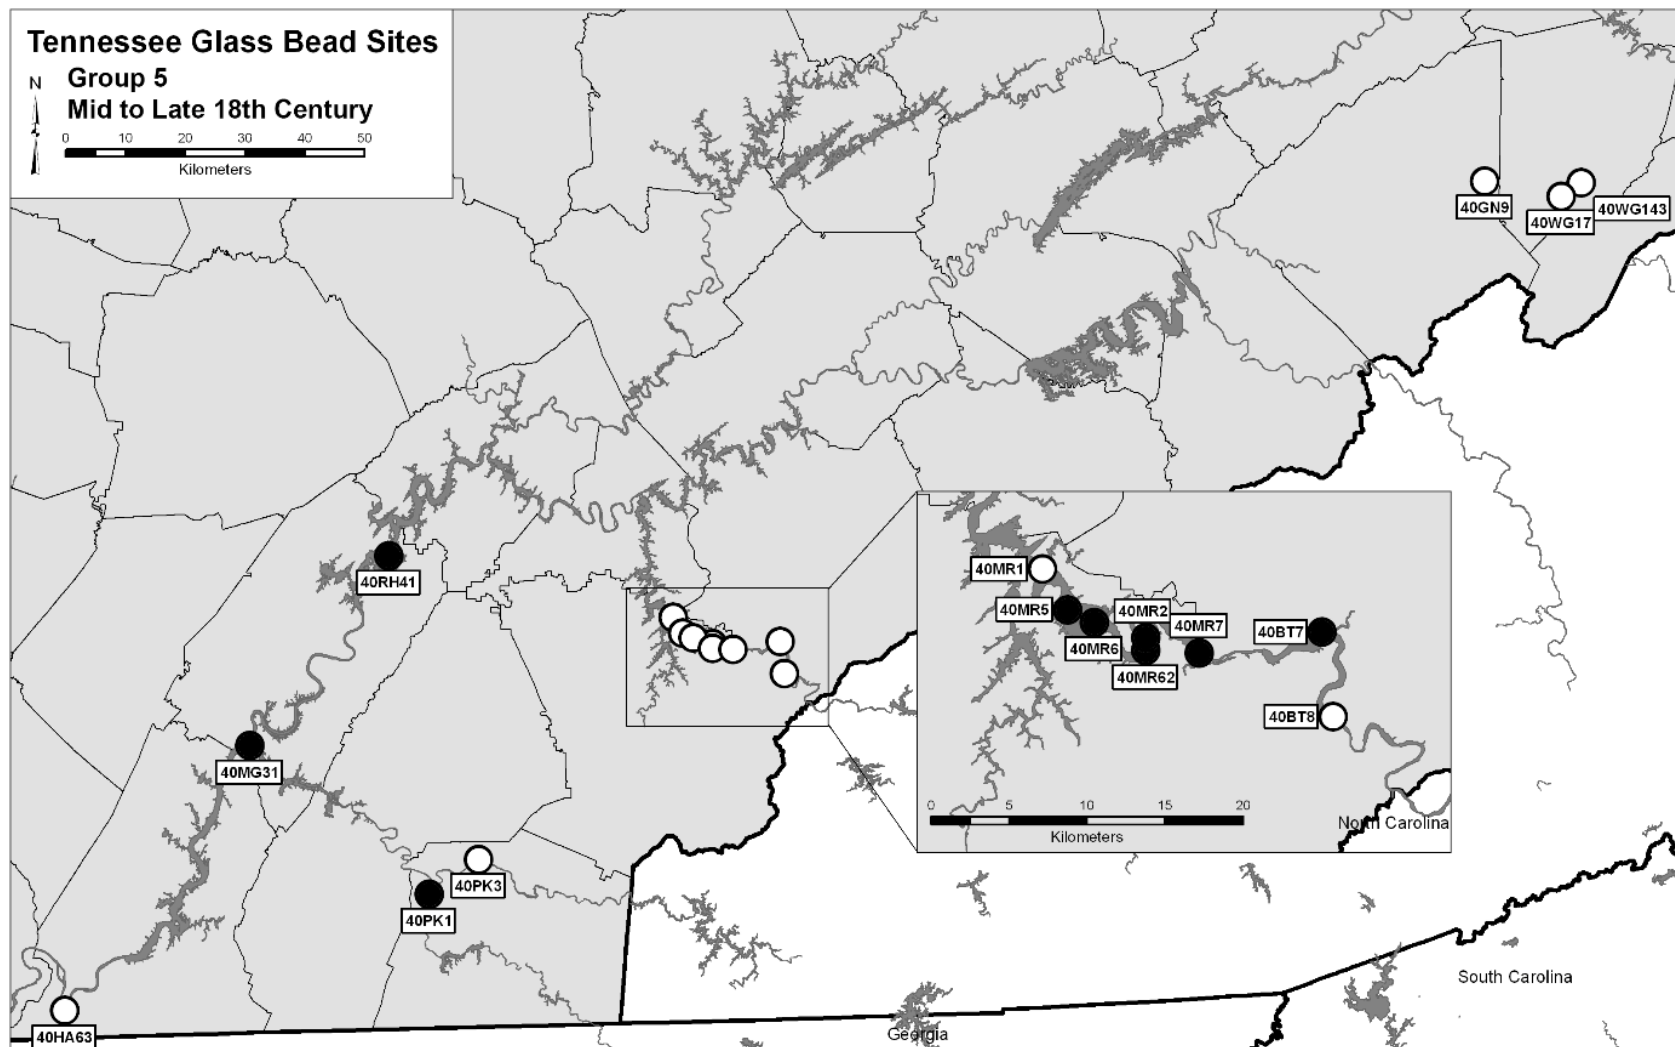 Tennessee Glass Bead Sites
N
Group 5
Mid to Late 18th Century
0 10 20 30 40 50
Kilometers
40GN9
40WG17
40WG143
40RH41
40MG31
40PK3
40PK1
40HA63
40MR1
40MR5
40MR2
40MR7
40MR6
40MR62
40BT7
40BT8
0 5 10 15 20
Kilometers
North Carolina
South Carolina
Georgia